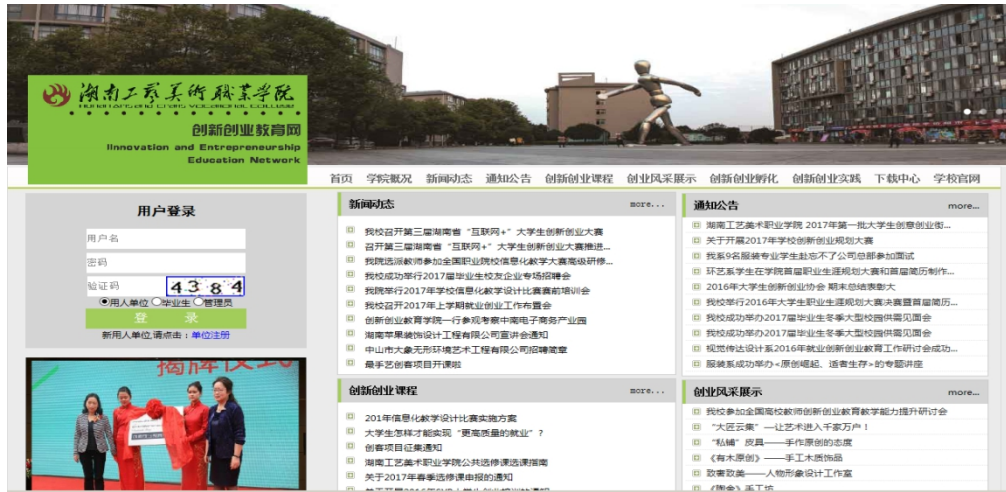 湖南工艺美術職業学院
HUNAN ARTS AND CRAFTS VOCATIONAL COLLEGE
创新创业教育网
Iinnovation and Entrepreneurship
Education Network
首页 学院概况 新闻动态 通知公告 创新创业课程 创业风采展示 创新创业孵化 创新创业实践 下载中心 学校官网
用户登录
用户名
密码
验证码 4 3 8 4
用人单位 毕业生 管理员
登 录
新用人单位,请点击：单位注册
揭牌仪式
新闻动态 more...
我校召开第三届湖南省“互联网+”大学生创新创业大赛
召开第三届湖南省“互联网+”大学生创新创业大赛推进...
我院选派教师参加全国职业院校信息化教学大赛高级研修...
我校成功举行2017届毕业生校友企业专场招聘会
我院举行2017年学校信息化教学设计比赛赛前培训会
我校召开2017年上学期就业创业工作布置会
创新创业教育学院一行参观考察中南电子商务产业园
湖南苹果装饰设计工程有限公司宣讲会通知
中山市大象无形环境艺术工程有限公司招聘简章
最手艺创客项目开课啦
通知公告 more...
湖南工艺美术职业学院 2017年第一批大学生创意创业街...
关于开展2017年学校创新创业规划大赛
我系9名服装专业学生赴忘不了公司总部参加面试
环艺系学生在学院首届职业生涯规划大赛和首届简历制作...
2016年大学生创新创业协会 期末总结表彰大
我校举行2016年大学生职业生涯规划大赛决赛暨首届简历...
我校成功举办2017届毕业生冬季大型校园供需见面会
我校成功举办2017届毕业生冬季大型校园供需见面会
视觉传达设计系2016年就业创新创业教育工作研讨会成功...
服装系成功举办<原创崛起、适者生存>的专题讲座
创新创业课程 more...
201年信息化教学设计比赛实施方案
大学生怎样才能实现“更高质量的就业”?
创客项目征集通知
湖南工艺美术职业学院公共选修课选课指南
关于2017年春季选修课申报的通知
创业风采展示 more...
我校参加全国高校教师创新创业教育教学能力提升研讨会
“大匠云集”—让艺术进入千家万户！
“私铺”皮具——手作原创的态度
《有木原创》——手工木质饰品
致奢致美——人物形象设计工作室
《陶舍》手工坊